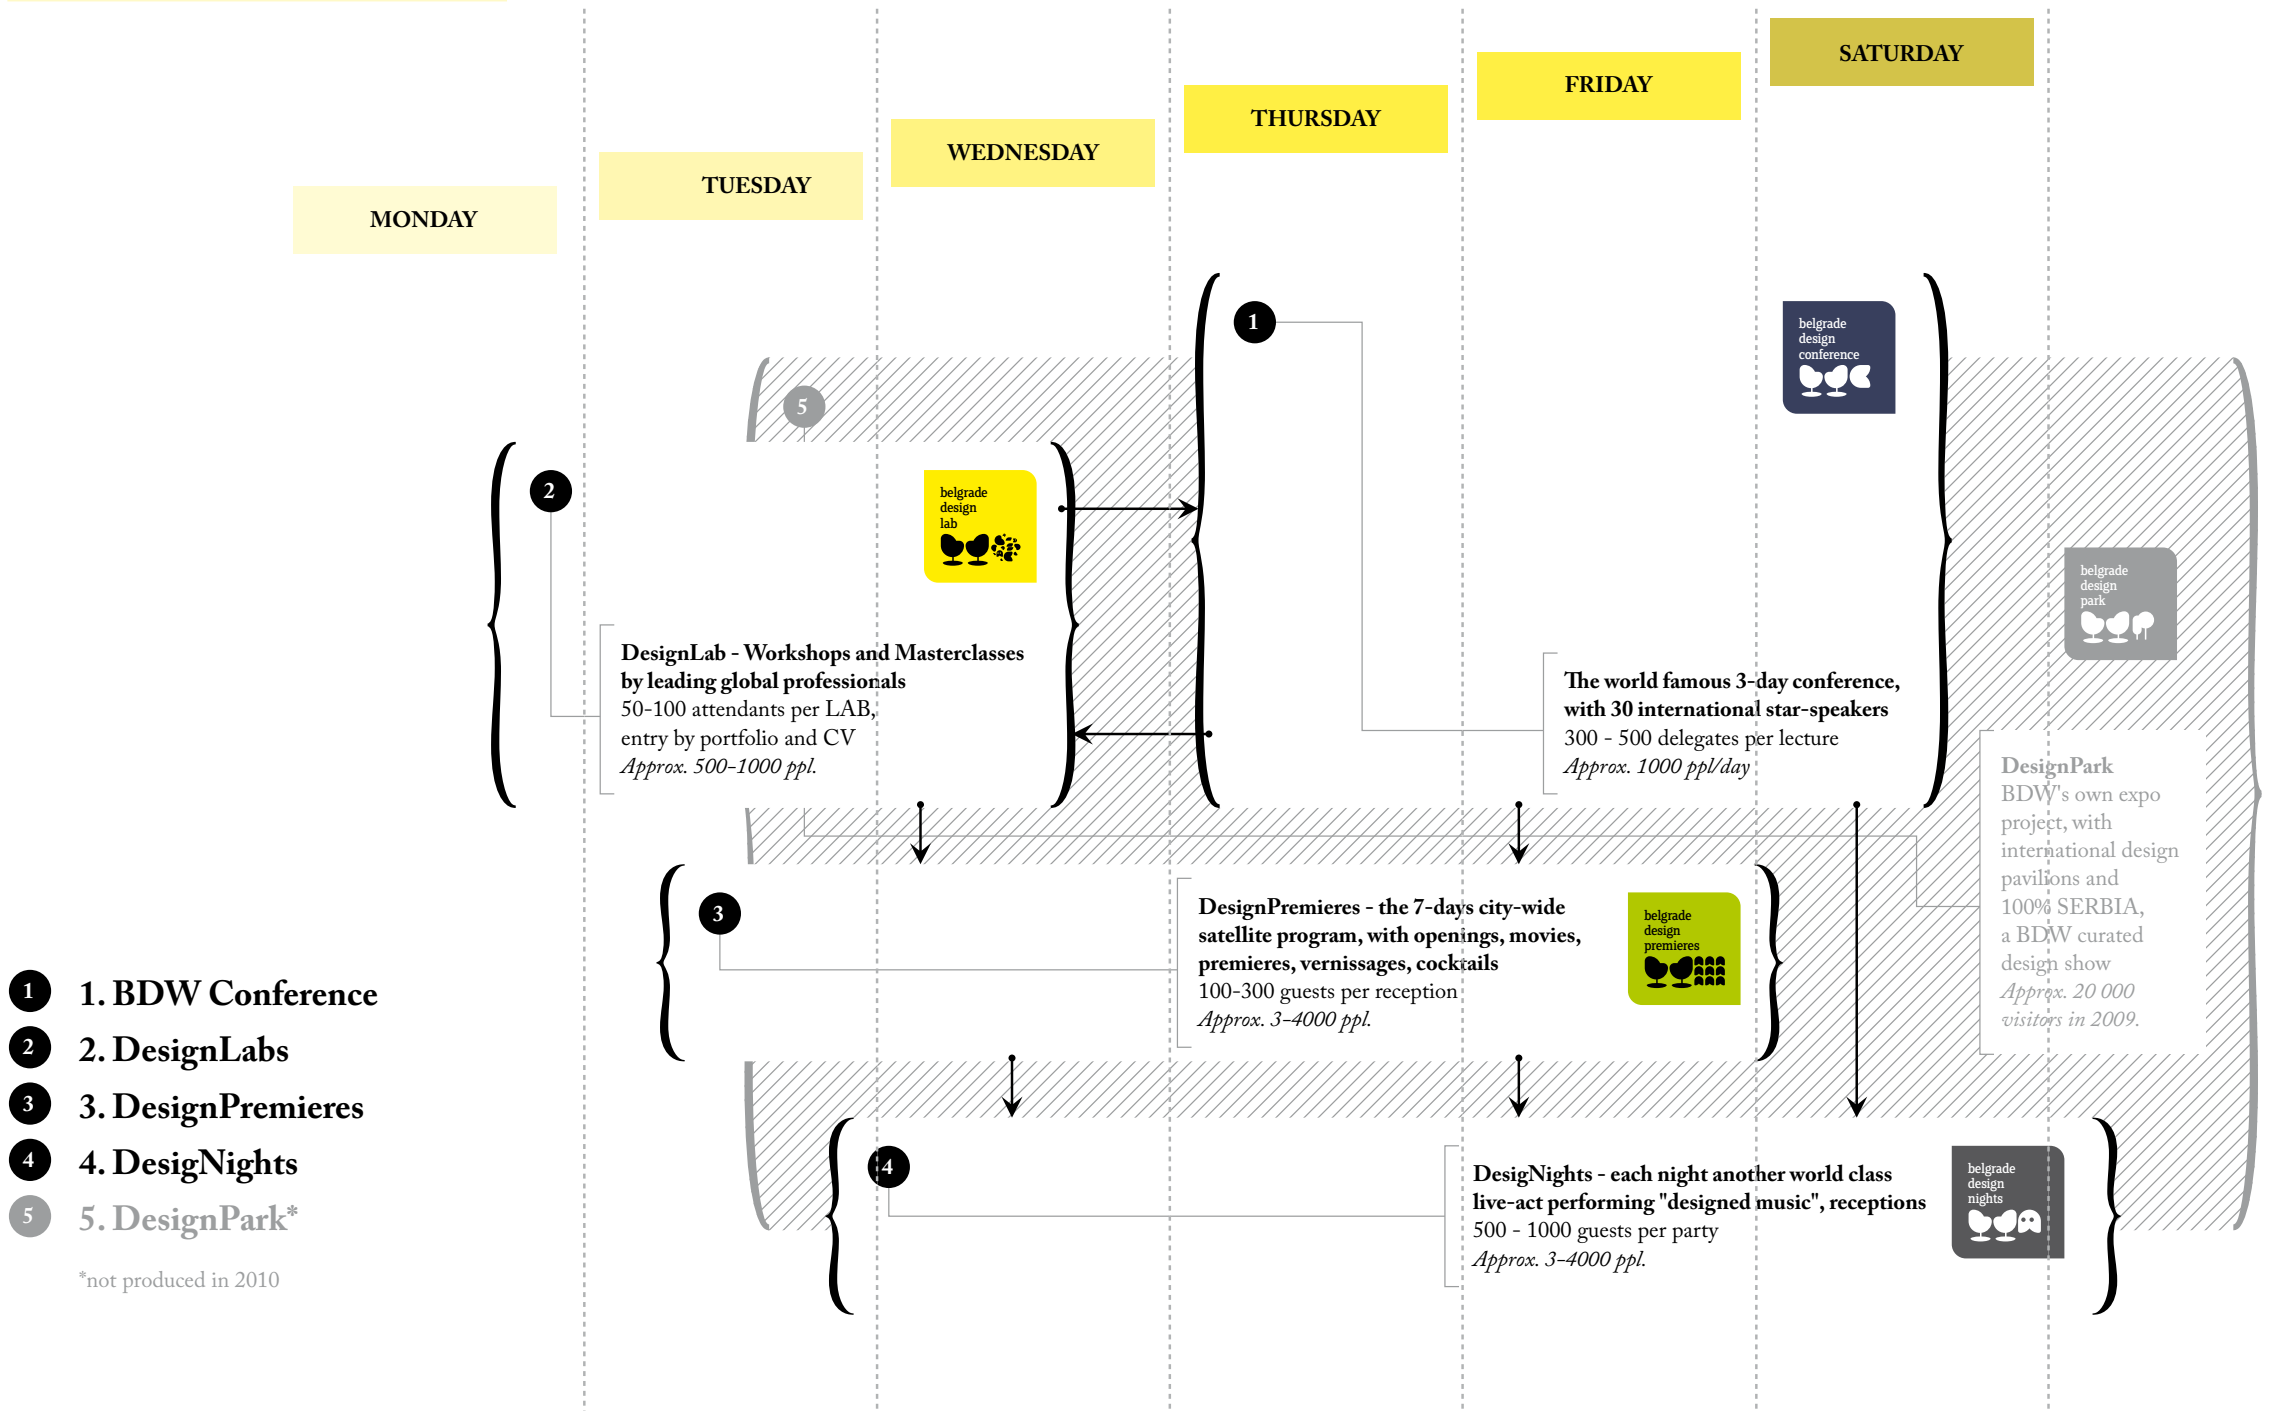 SATURDAY
FRIDAY
THURSDAY
WEDNESDAY
TUESDAY
MONDAY
1
belgrade
design
conference
The world famous 3-day conference,
with 30 international star-speakers
300 - 500 delegates per lecture
Approx. 1000 ppl/day
5
2
belgrade
design
lab
DesignLab - Workshops and Masterclasses
by leading global professionals
50-100 attendants per LAB,
entry by portfolio and CV
Approx. 500-1000 ppl.
belgrade
design
park
DesignPark
BDW's own expo
project, with
international design
pavilions and
100% SERBIA,
a BDW curated
design show
Approx. 20 000
visitors in 2009.
3
DesignPremieres - the 7-days city-wide
satellite program, with openings, movies,
premieres, vernissages, cocktails
100-300 guests per reception
Approx. 3-4000 ppl.
belgrade
design
premieres
4
DesigNights - each night another world class
live-act performing "designed music", receptions
500 - 1000 guests per party
Approx. 3-4000 ppl.
belgrade
design
nights
1 1. BDW Conference
2 2. DesignLabs
3 3. DesignPremieres
4 4. DesigNights
5 5. DesignPark*
*not produced in 2010